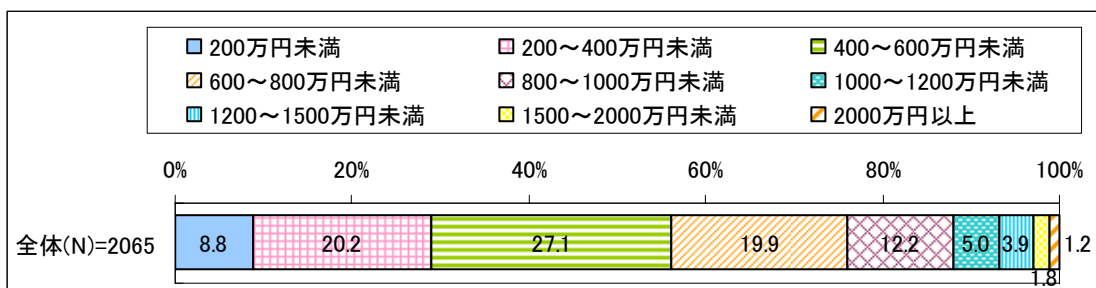 200万円未満 200～400万円未満 400～600万円未満
600～800万円未満 800～1000万円未満 1000～1200万円未満
1200～1500万円未満 1500～2000万円未満 2000万円以上
0% 20% 40% 60% 80% 100%
全体(N)=2065 8.8 20.2 27.1 19.9 12.2 5.0 3.9 1.2
1.8